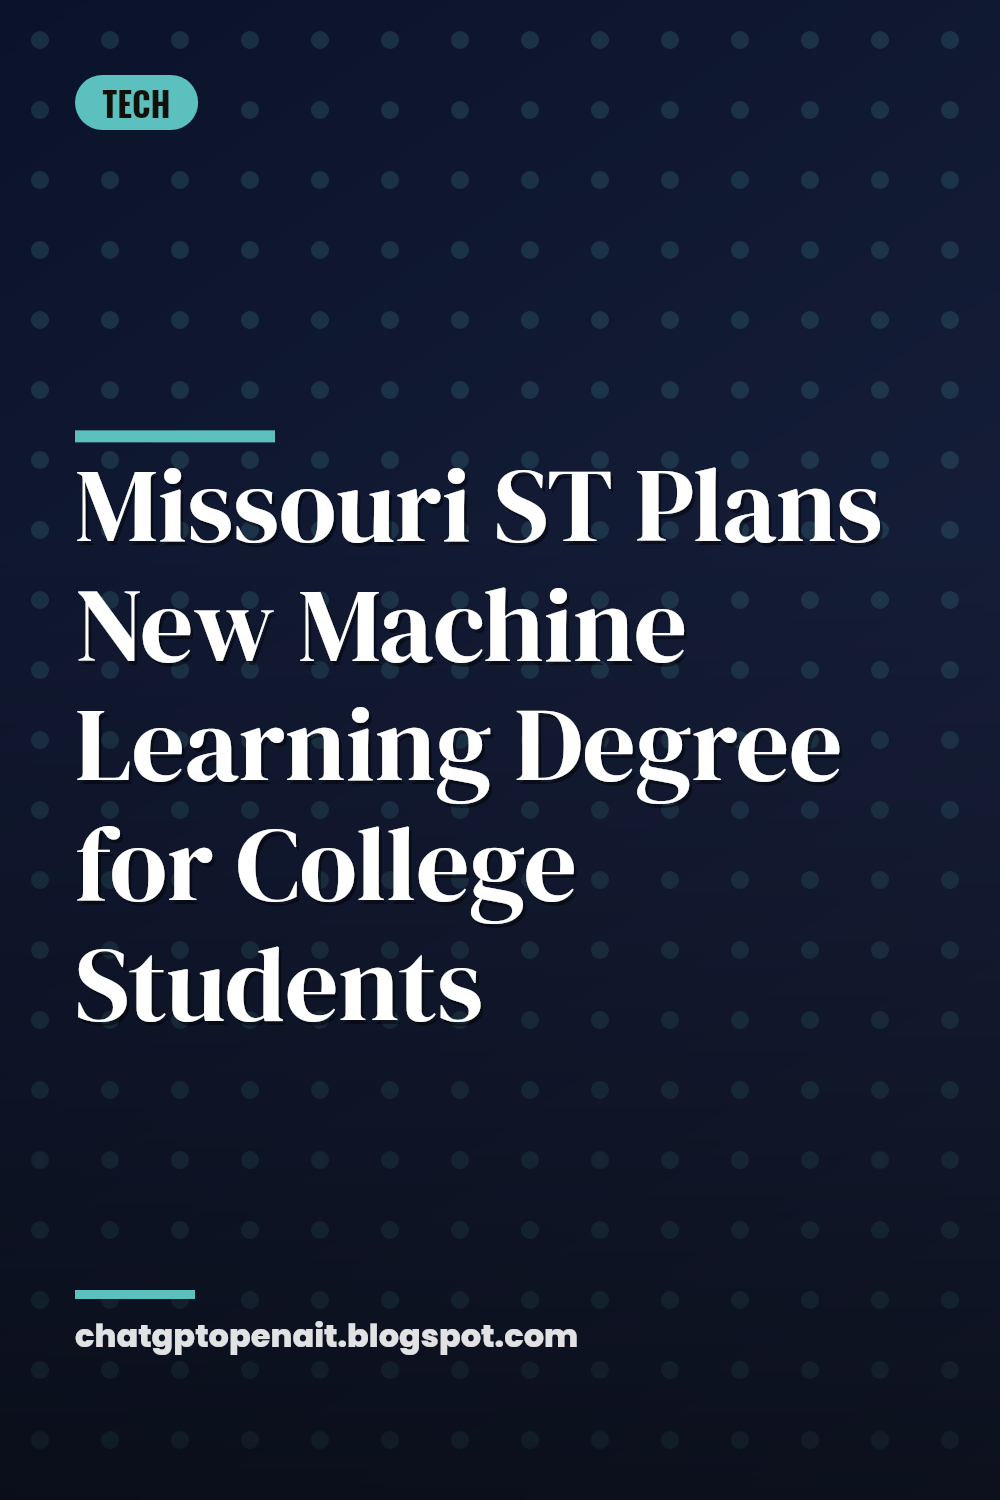 TECH
Missouri ST Plans
New Machine
Learning Degree
for College
Students
chatgptopenait.blogspot.com